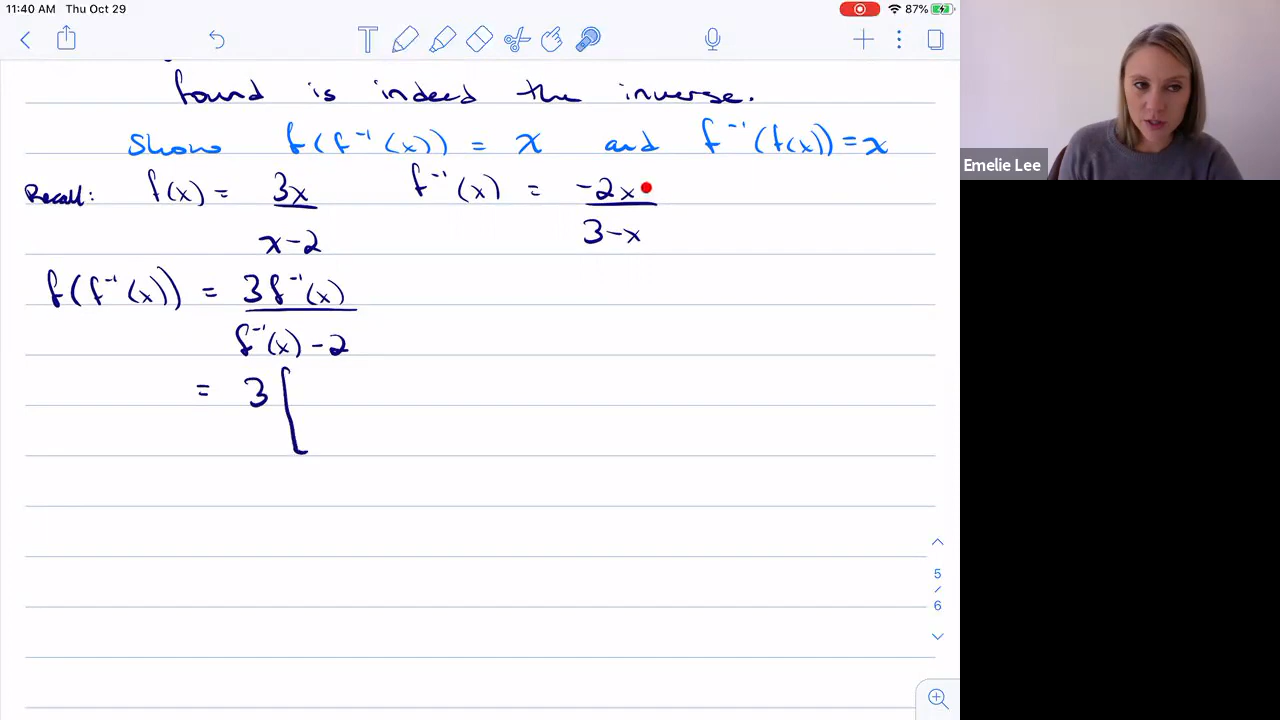 11:40 AM Thu Oct 29
87%
found is indeed the inverse.
Show f(f⁻¹(x)) = x and f⁻¹(f(x)) = x
Emelie Lee
Recall: f(x) = 3x / x-2 f⁻¹(x) = -2x / 3-x
f(f⁻¹(x)) = 3f⁻¹(x) / f⁻¹(x) - 2
= 3[
5
/
6